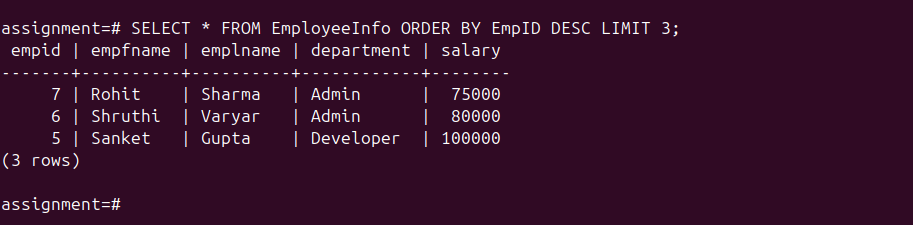 assignment=# SELECT * FROM EmployeeInfo ORDER BY EmpID DESC LIMIT 3;
 empid | empfname | emplname | department | salary
-------+----------+----------+------------+--------
     7 | Rohit    | Sharma   | Admin      |  75000
     6 | Shruthi  | Varyar   | Admin      |  80000
     5 | Sanket   | Gupta    | Developer  | 100000
(3 rows)
assignment=#